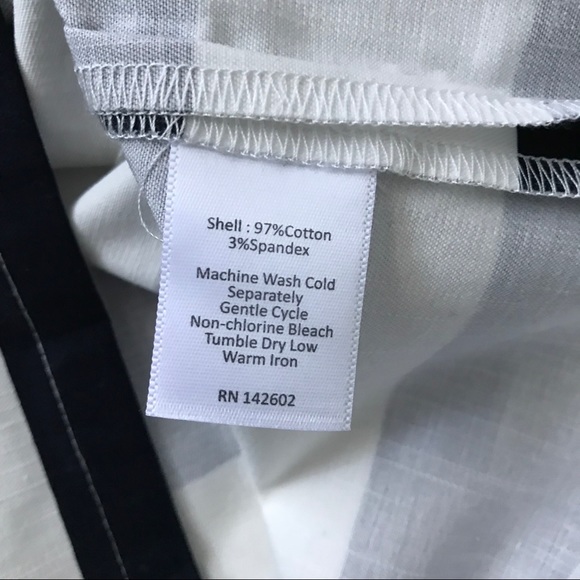 Shell : 97%Cotton
3%Spandex
Machine Wash Cold
Separately
Gentle Cycle
Non-chlorine Bleach
Tumble Dry Low
Warm Iron
RN 142602